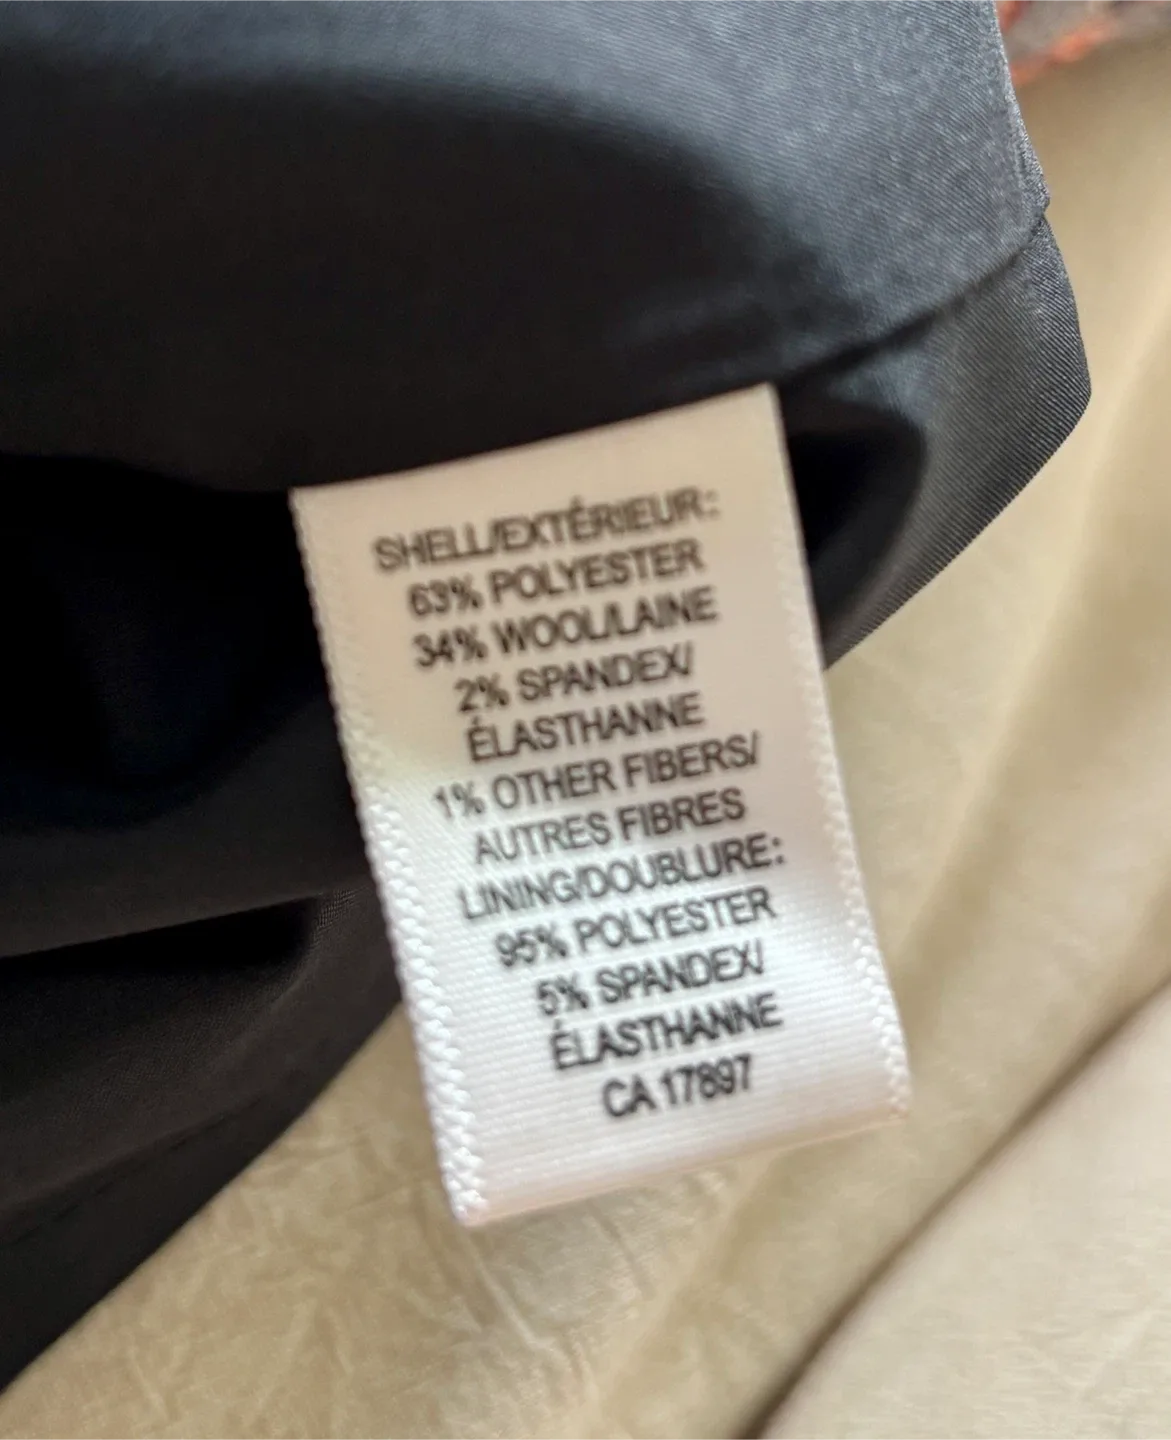 SHELL/EXTÉRIEUR:
63% POLYESTER
34% WOOL/LAINE
2% SPANDEX/
ÉLASTHANNE
1% OTHER FIBERS/
AUTRES FIBRES
LINING/DOUBLURE:
95% POLYESTER
5% SPANDEX/
ÉLASTHANNE
CA 17897